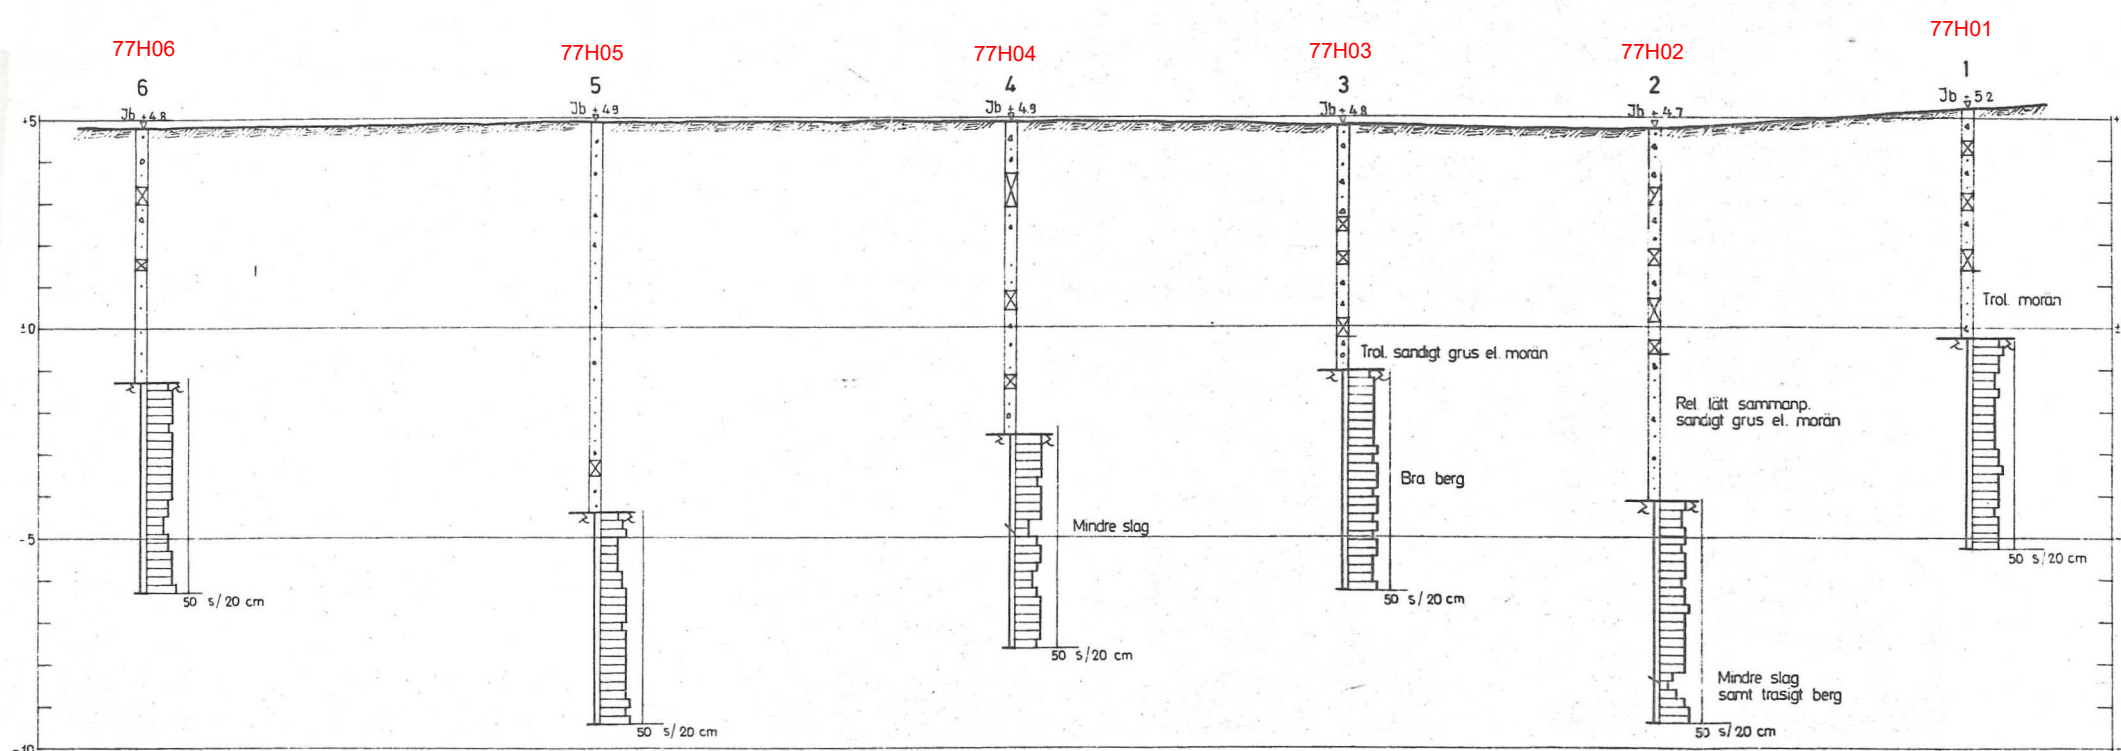 77H06
77H05
77H04
77H03
77H02
77H01
6
5
4
3
2
1
Jb +4.8
Jb +4.9
Jb +4.9
Jb +4.8
Jb +4.7
Jb +5.2
+5
±0
-5
-10
Trol. morän
Trol. sandigt grus el. morän
Rel. lätt sammanp.
sandigt grus el. morän
Bra berg
Mindre slag
Mindre slag
samt trasigt berg
50 s/20 cm
50 s/20 cm
50 s/20 cm
50 s/20 cm
50 s/20 cm
50 s/20 cm